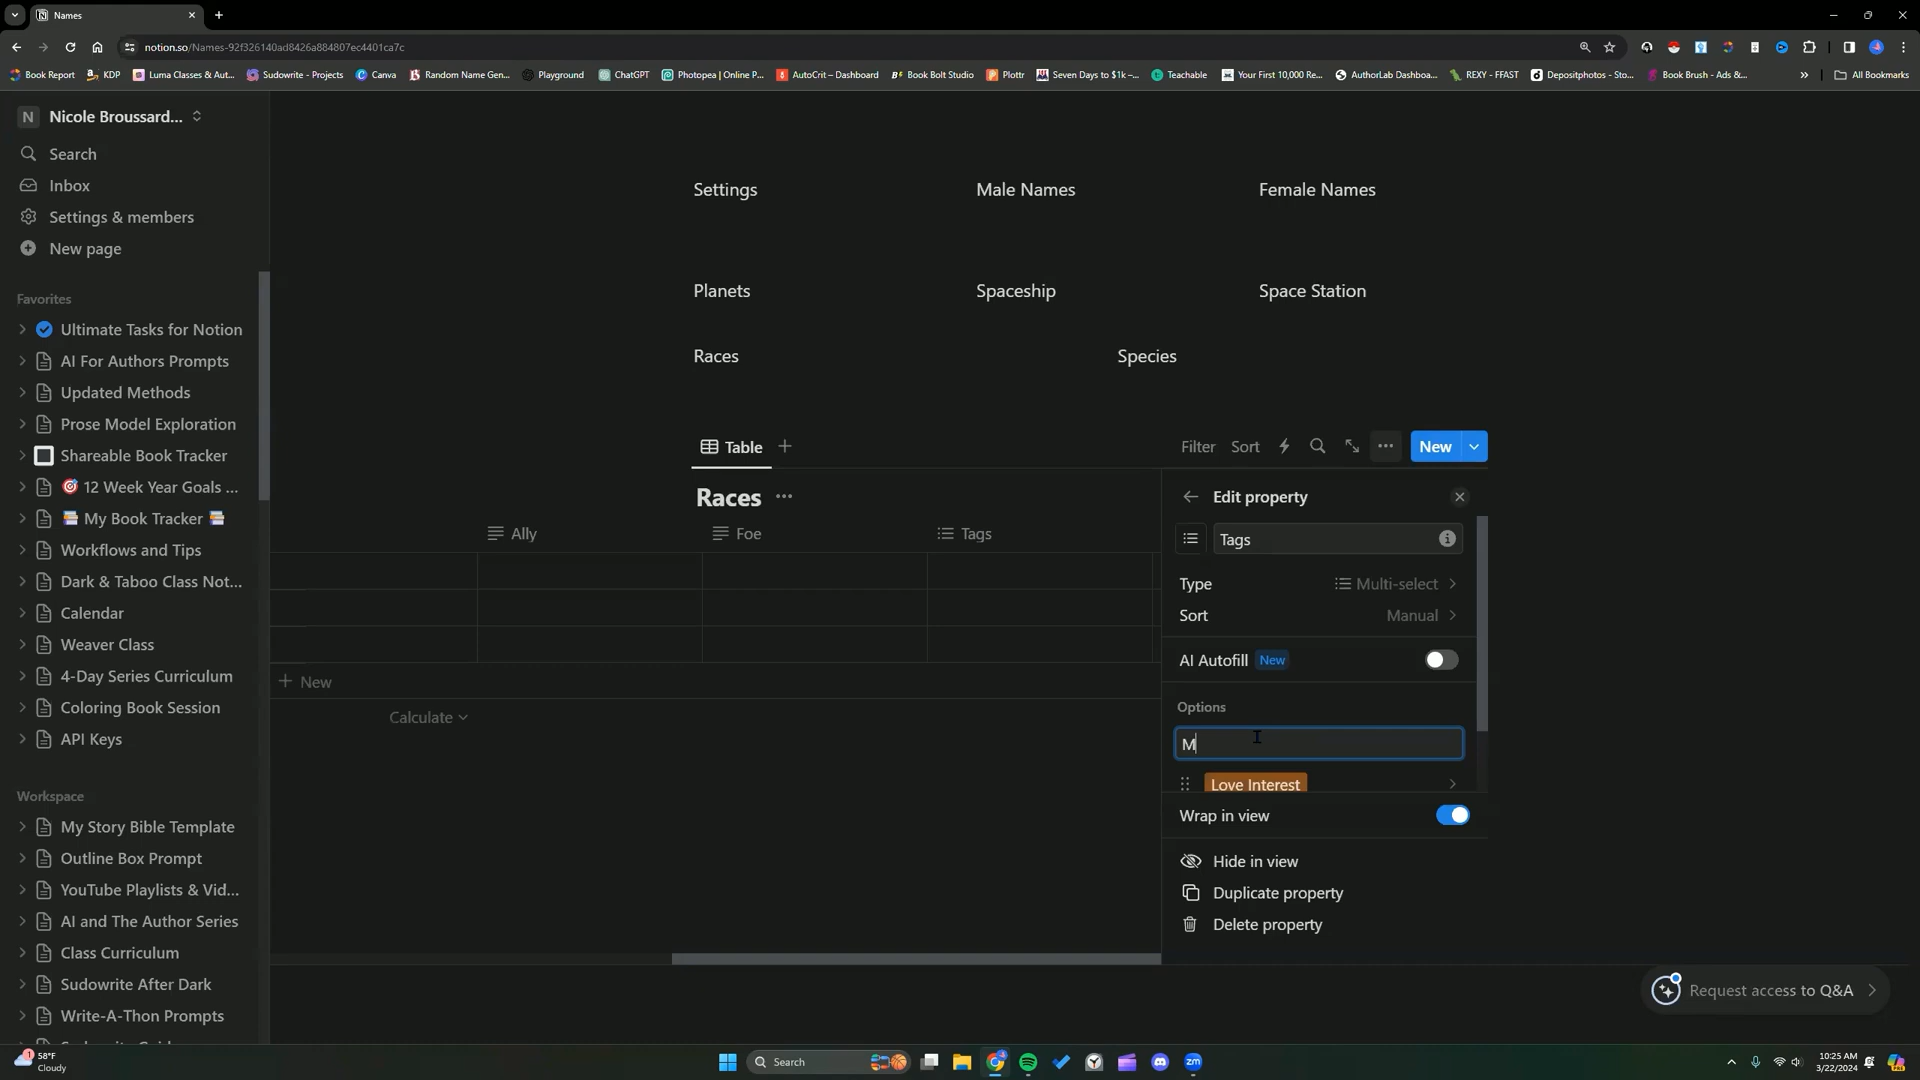 Names
notion.so/Names-92f326140ad8426a884807ec4401ca7c
Book Report
KDP
Luma Classes & Aut...
Sudowrite - Projects
Canva
Random Name Gen...
Playground
ChatGPT
Photopea | Online P...
AutoCrit – Dashboard
Book Bolt Studio
Plottr
Seven Days to $1k –...
Teachable
Your First 10,000 Re...
AuthorLab Dashboa...
REXY - FFAST
Depositphotos - Sto...
Book Brush - Ads &...
All Bookmarks
N Nicole Broussard...
Search
Inbox
Settings & members
New page
Favorites
Ultimate Tasks for Notion
AI For Authors Prompts
Updated Methods
Prose Model Exploration
Shareable Book Tracker
12 Week Year Goals ...
My Book Tracker
Workflows and Tips
Dark & Taboo Class Not...
Calendar
Weaver Class
4-Day Series Curriculum
Coloring Book Session
API Keys
Workspace
My Story Bible Template
Outline Box Prompt
YouTube Playlists & Vid...
AI and The Author Series
Class Curriculum
Sudowrite After Dark
Write-A-Thon Prompts
Settings Male Names Female Names
Planets Spaceship Space Station
Races Species
Table Filter Sort New
Races
Ally Foe Tags
New
Calculate
Edit property
Tags
Type Multi-select
Sort Manual
AI Autofill New
Options
M
Love Interest
Wrap in view
Hide in view
Duplicate property
Delete property
Request access to Q&A
1
58°F
Cloudy
Search
zm
10:25 AM
3/22/2024